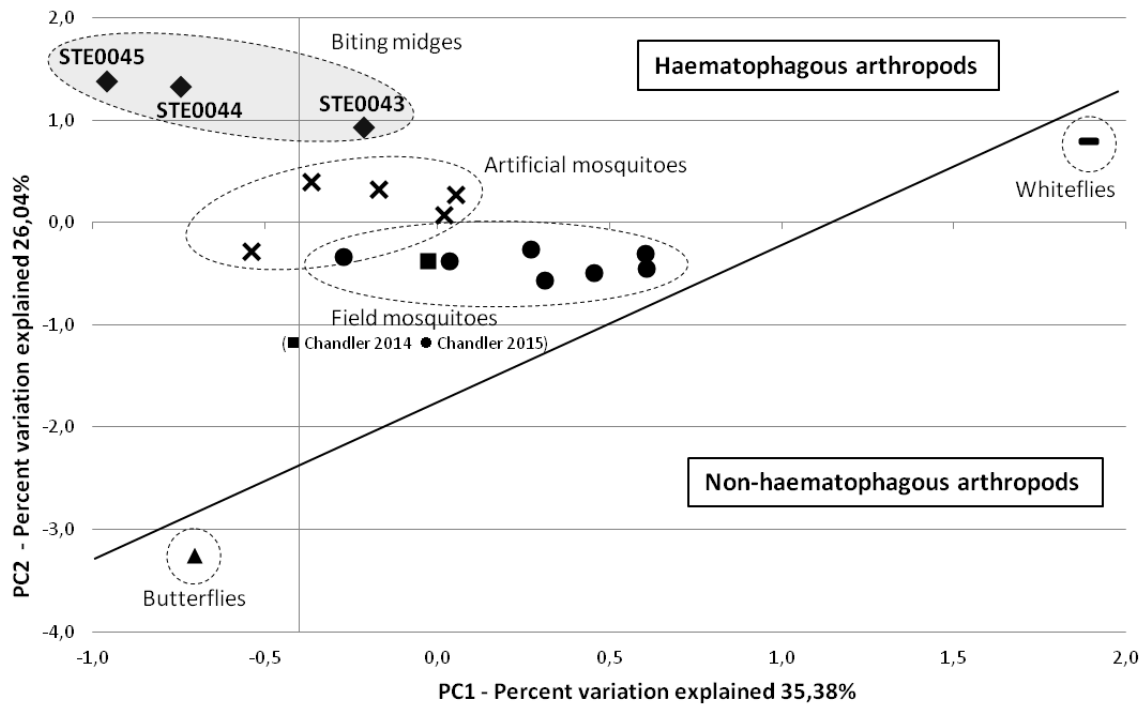 2,0
Biting midges
STE0045
Haematophagous arthropods
STE0044
STE0043
1,0
Artificial mosquitoes
Whiteflies
0,0
Field mosquitoes
-1,0
(■ Chandler 2014 ● Chandler 2015)
-2,0
Non-haematophagous arthropods
-3,0
Butterflies
-4,0
-1,0 -0,5 0,0 0,5 1,0 1,5 2,0
PC1 - Percent variation explained 35,38%
PC2 - Percent variation explained 26,04%